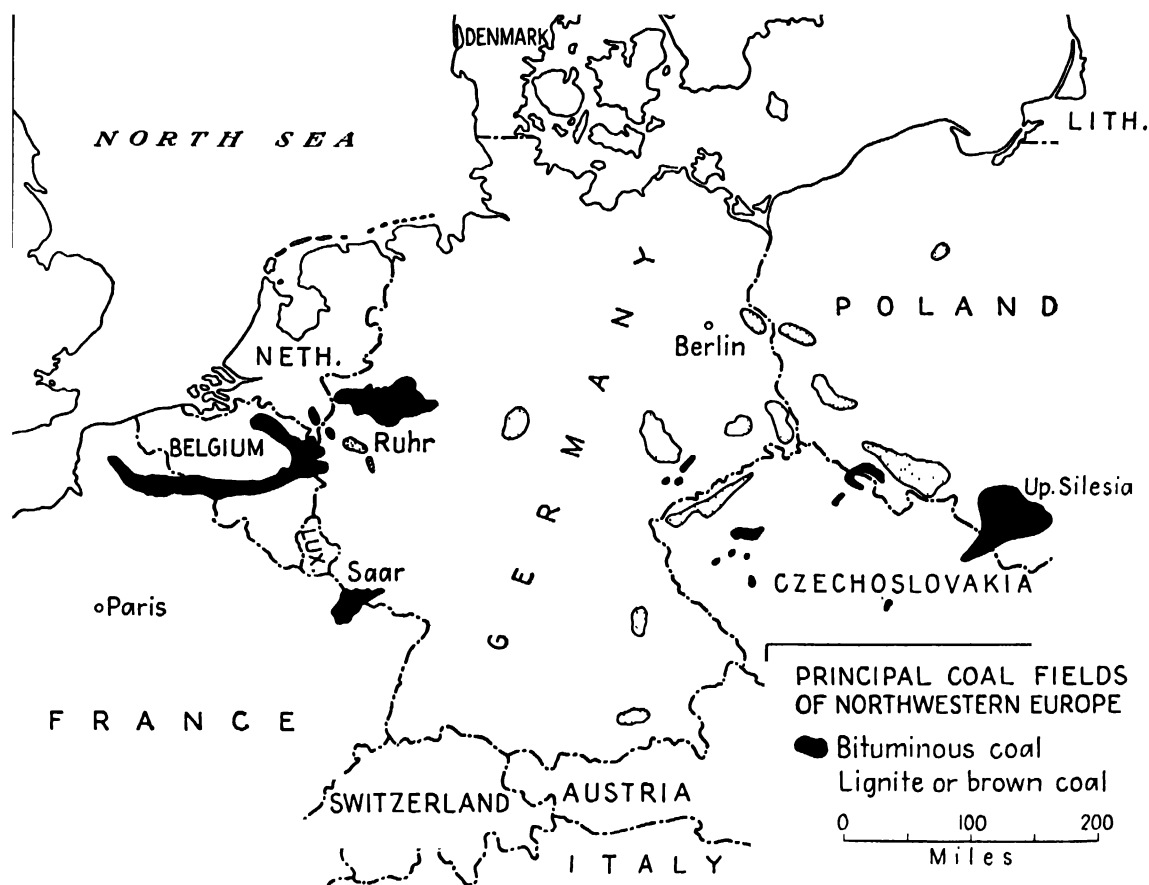 DENMARK
NORTH SEA
LITH.
POLAND
Berlin
NETH.
GERMANY
BELGIUM
Ruhr
Up. Silesia
LUX
Saar
CZECHOSLOVAKIA
Paris
FRANCE
PRINCIPAL COAL FIELDS
OF NORTHWESTERN EUROPE
Bituminous coal
Lignite or brown coal
SWITZERLAND
AUSTRIA
0 100 200
Miles
ITALY